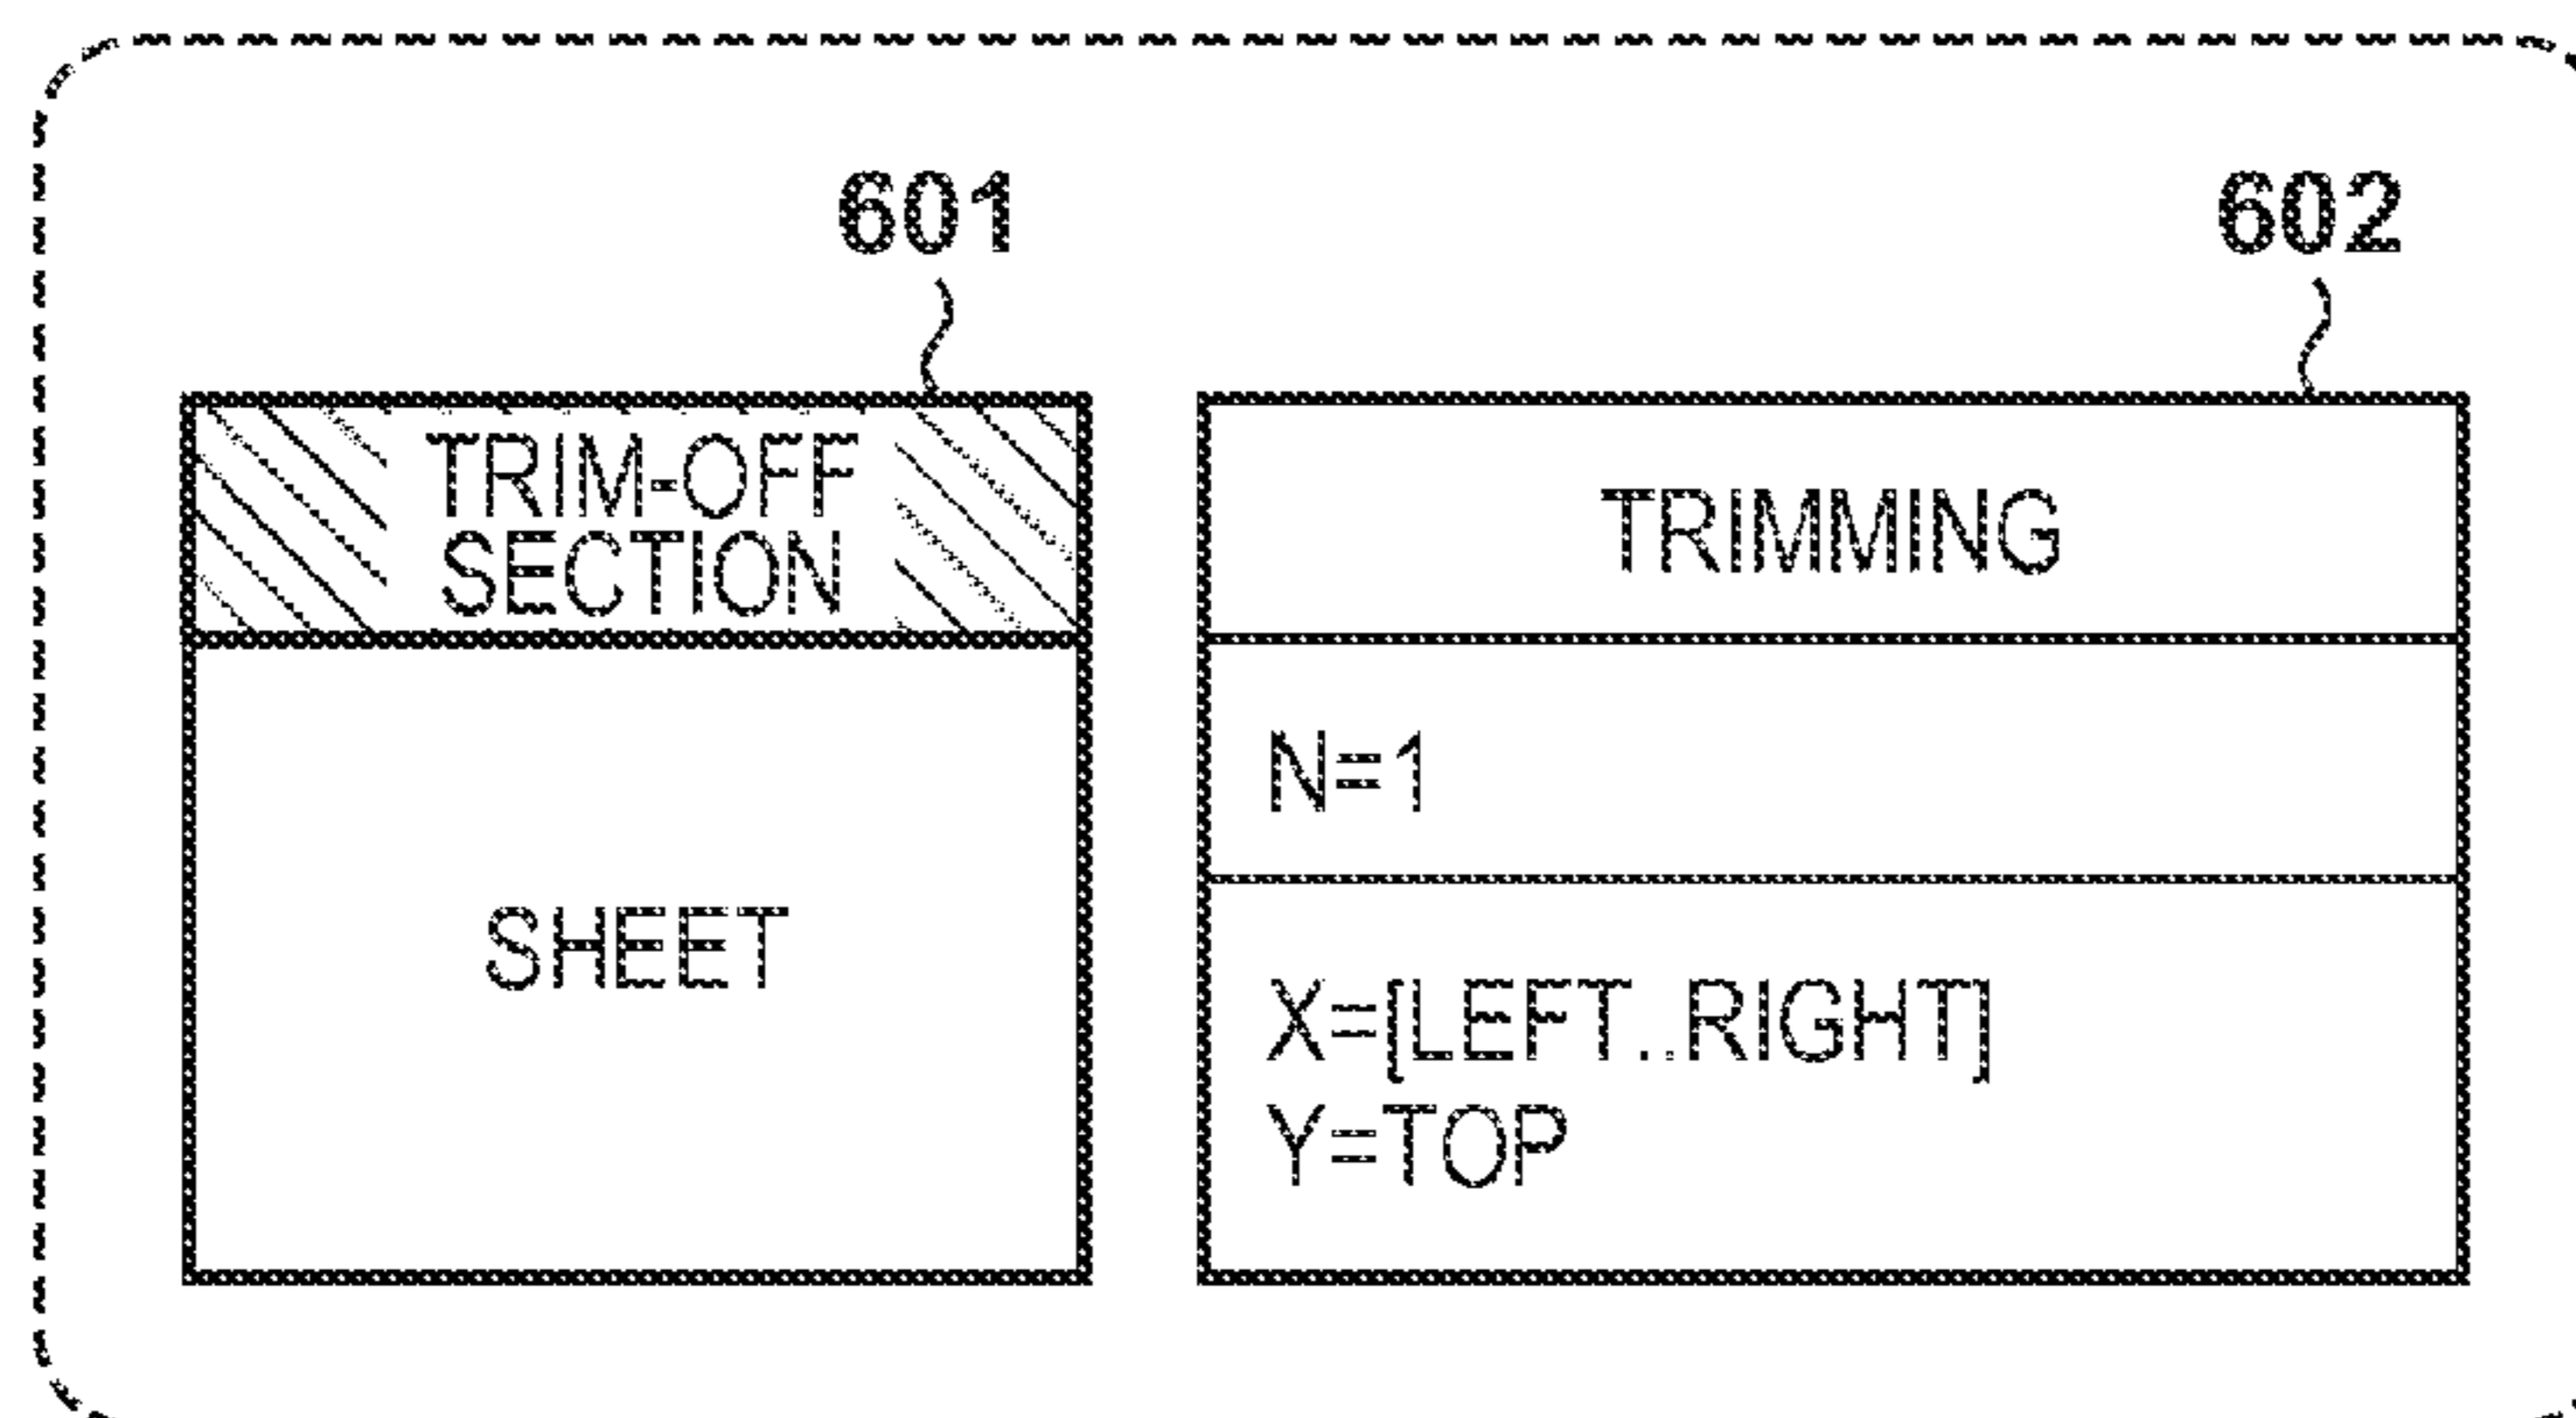 601
602
TRIM-OFF
SECTION
SHEET
TRIMMING
N=1
X=[LEFT..RIGHT]
Y=TOP